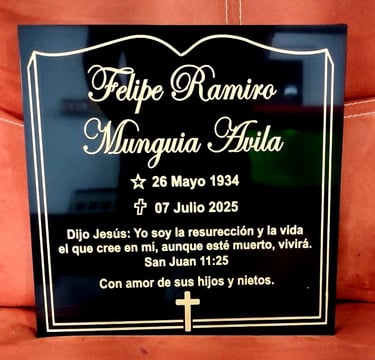 Felipe Ramiro
Munguia Avila
26 Mayo 1934
07 Julio 2025
Dijo Jesús: Yo soy la resurección y la vida
el que cree en mí, aunque esté muerto, vivirá.
San Juan 11:25
Con amor de sus hijos y nietos.